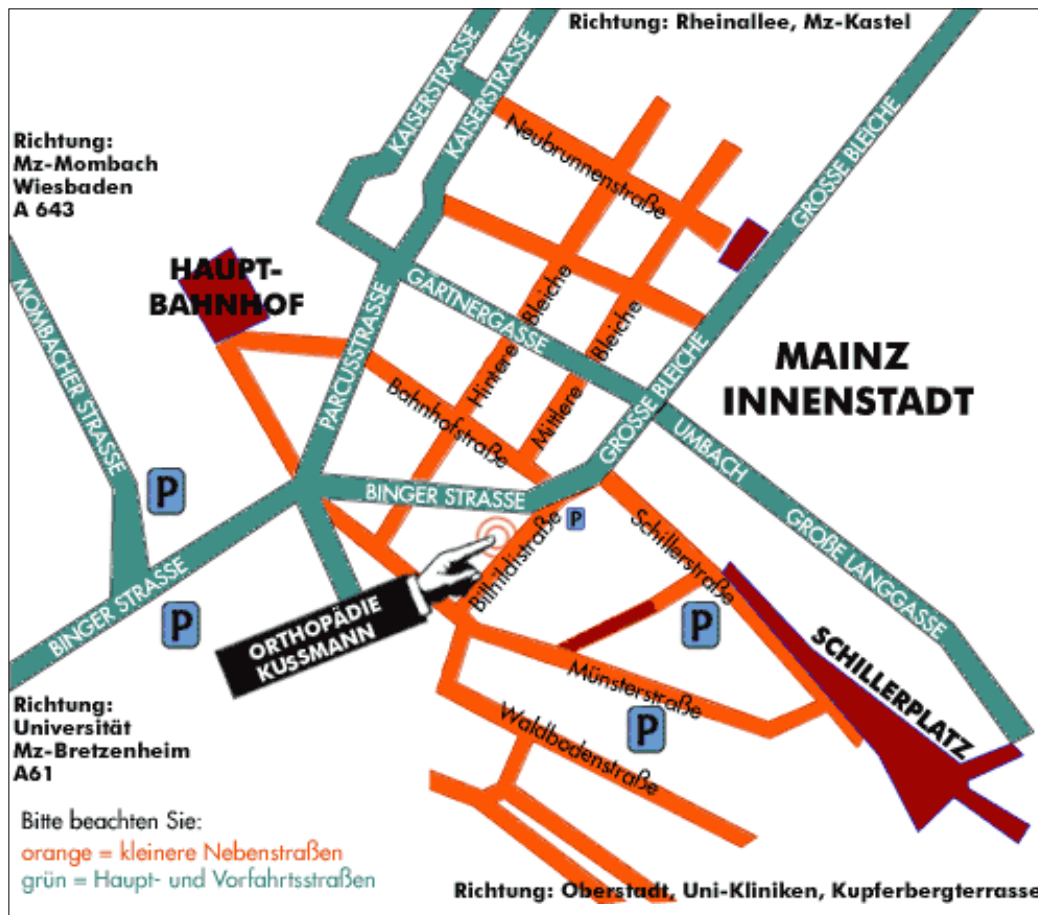 Richtung: Rheinallee, Mz-Kastel
KAISERSTRASSE
KAISERSTRASSE
GROSSE BLEICHE
Neubrunnenstraße
Richtung:
Mz-Mombach
Wiesbaden
A 643
HAUPT-
BAHNHOF
MOMBACHER STRASSE
PARCUSSTRASSE
GÄRTNERGASSE
Hintere Bleiche
Mittlere Bleiche
GROSSE BLEICHE
MAINZ
INNENSTADT
Bahnhofstraße
UMBACH
BINGER STRASSE
P
P
Schillerstraße
GROßE LANGGASSE
Bilhildistraße
BINGER STRASSE
P
P
ORTHOPÄDIE
KUSSMANN
SCHILLERPLATZ
Münsterstraße
P
Waldbodenstraße
Richtung:
Universität
Mz-Bretzenheim
A61
Bitte beachten Sie:
orange = kleinere Nebenstraßen
grün = Haupt- und Vorfahrtsstraßen
Richtung: Oberstadt, Uni-Kliniken, Kupferbergterrasse